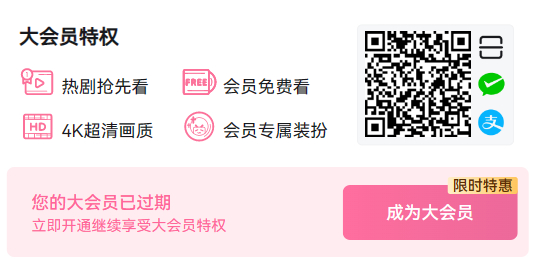 大会员特权
热剧抢先看
FREE 会员免费看
HD 4K超清画质
会员专属装扮
您的大会员已过期
立即开通继续享受大会员特权
限时特惠
成为大会员
支